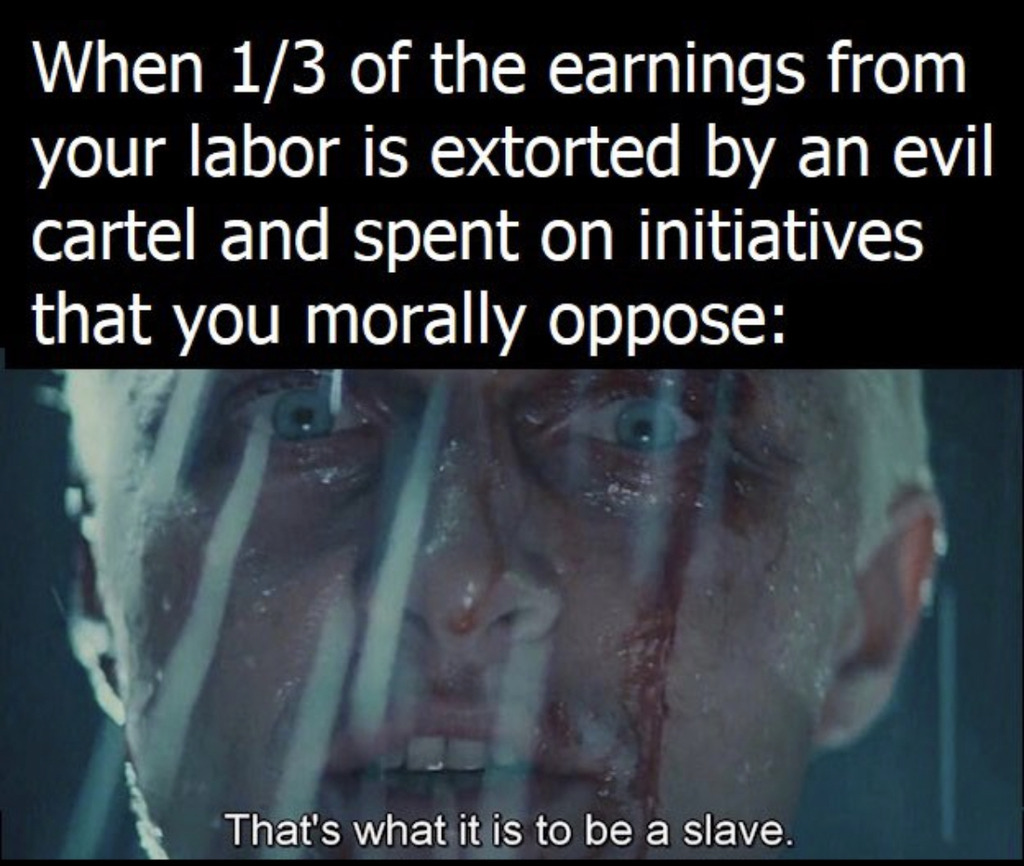 When 1/3 of the earnings from
your labor is extorted by an evil
cartel and spent on initiatives
that you morally oppose:
That's what it is to be a slave.